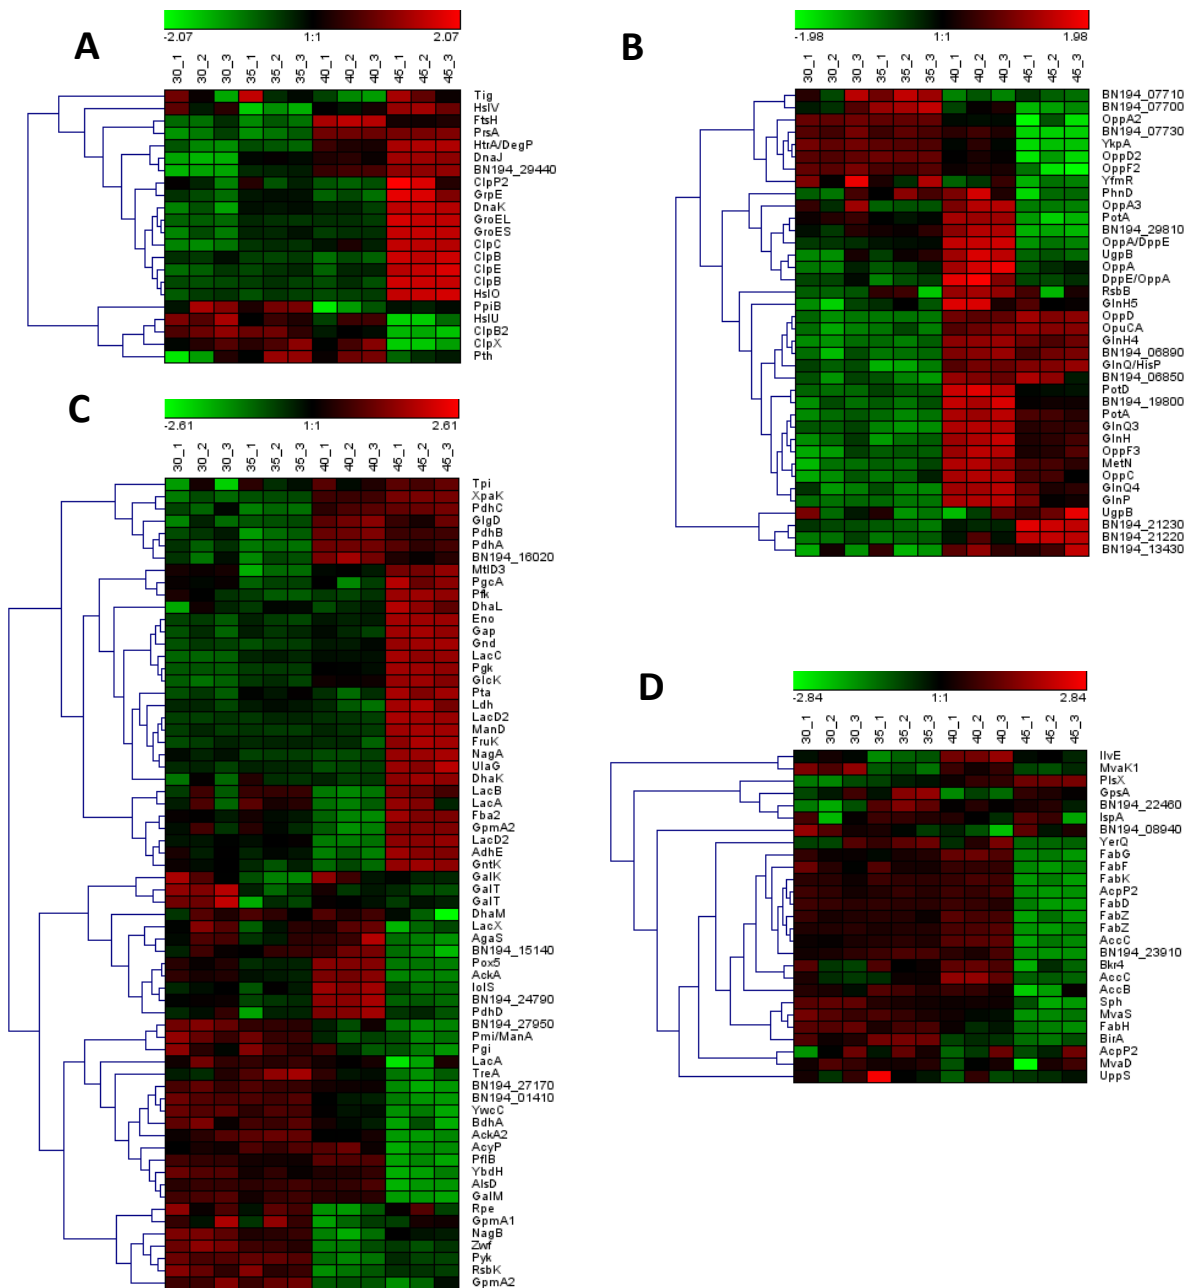 A
-2.07 1:1 2.07
30_1 30_2 30_3 35_1 35_2 35_3 40_1 40_2 40_3 45_1 45_2 45_3
Tig
HslV
FtsH
PrsA
HtrA/DegP
DnaJ
BN194_29440
ClpP2
GrpE
DnaK
GroEL
GroES
ClpC
ClpB
ClpE
ClpB
HslO
PpiB
HslU
ClpB2
ClpX
Pth
B
-1.98 1:1 1.98
30_1 30_2 30_3 35_1 35_2 35_3 40_1 40_2 40_3 45_1 45_2 45_3
BN194_07710
BN194_07700
OppA2
BN194_07730
YkpA
OppD2
OppF2
YfmR
PhnD
OppA3
PotA
BN194_29810
OppA/DppE
UgpB
OppA
DppE/OppA
RsbB
GlnH5
OppD
OpuCA
GlnH4
BN194_06890
GlnQ/HisP
BN194_06850
PotD
BN194_19800
PotA
GlnQ3
GlnH
OppF3
MetN
OppC
GlnQ4
GlnP
UgpB
BN194_21230
BN194_21220
BN194_13430
C
-2.61 1:1 2.61
30_1 30_2 30_3 35_1 35_2 35_3 40_1 40_2 40_3 45_1 45_2 45_3
Tpi
XpaK
PdhC
GlgD
PdhB
PdhA
BN194_16020
MtlD3
PgcA
Pfk
DhaL
Eno
Gap
Gnd
LacC
Pgk
GlcK
Pta
Ldh
LacD2
ManD
FruK
NagA
UlaG
DhaK
LacB
LacA
Fba2
GpmA2
LacD2
AdhE
GntK
GalK
GalT
GalT
DhaM
LacX
AgaS
BN194_15140
Pox5
AckA
IolS
BN194_24790
PdhD
BN194_27950
Pmi/ManA
Pgi
LacA
TreA
BN194_27170
BN194_01410
YwcC
BdhA
AckA2
AcyP
PflB
YbdH
AlsD
GalM
Rpe
GpmA1
NagB
Zwf
Pyk
RsbK
GpmA2
D
-2.84 1:1 2.84
30_1 30_2 30_3 35_1 35_2 35_3 40_1 40_2 40_3 45_1 45_2 45_3
IlvE
MvaK1
PlsX
GpsA
BN194_22460
IspA
BN194_08940
YerQ
FabG
FabF
FabK
AcpP2
FabD
FabZ
FabZ
AccC
BN194_23910
Bkr4
AccC
AccB
Sph
MvaS
FabH
BirA
AcpP2
MvaD
UppS